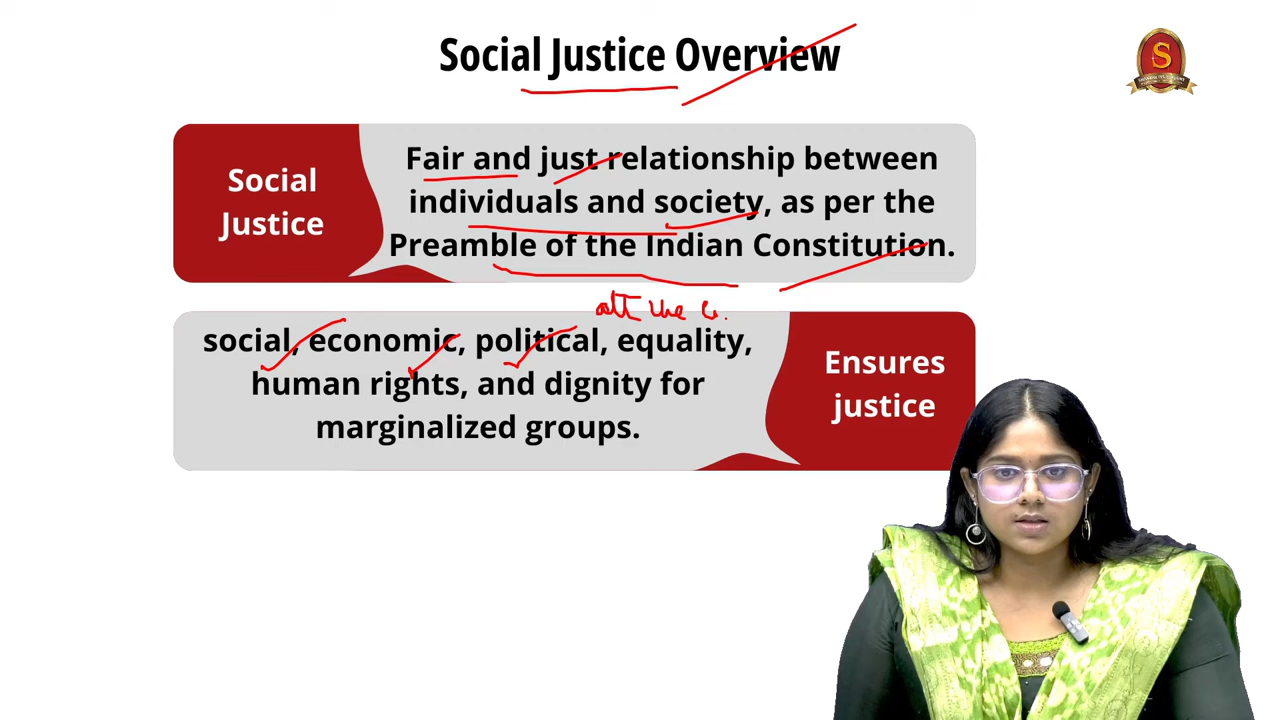 Social Justice Overview
S
Social
Justice
Fair and just relationship between
individuals and society, as per the
Preamble of the Indian Constitution.
social, economic, political, equality,
human rights, and dignity for
marginalized groups.
Ensures
justice